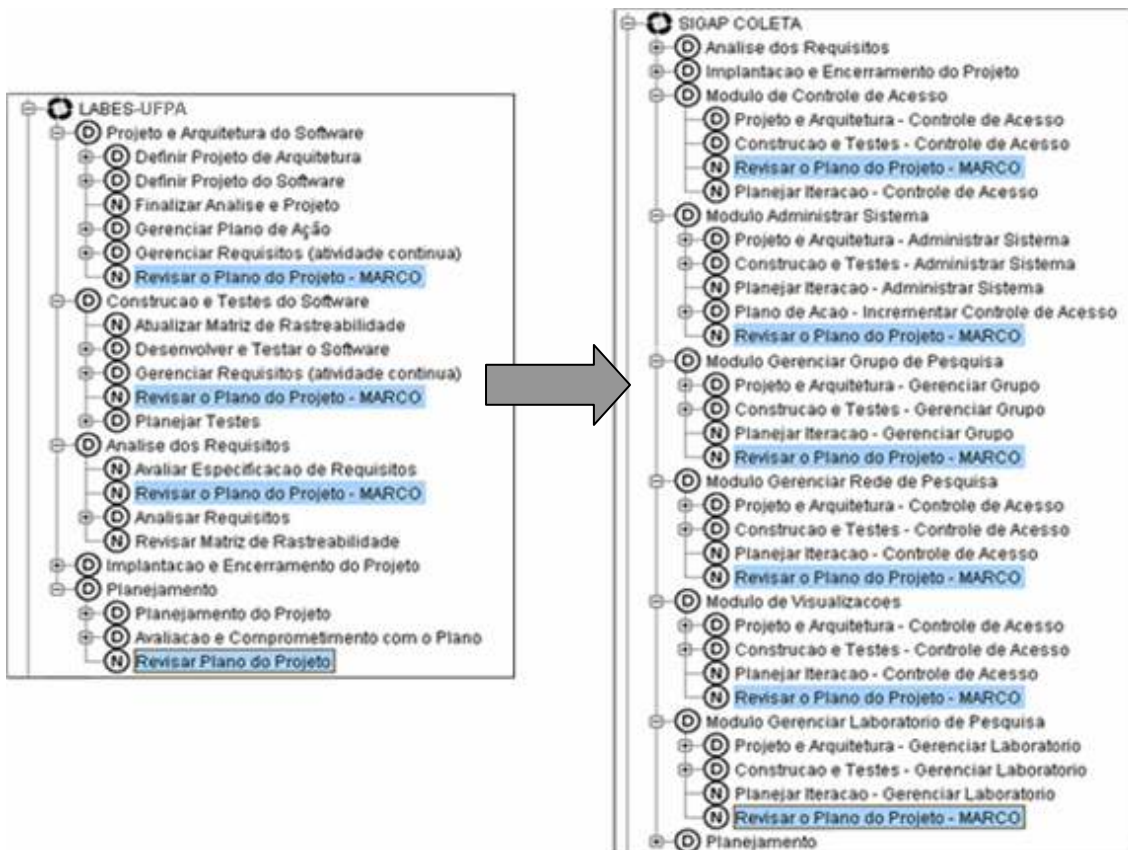 LABES-UFPA
D Projeto e Arquitetura do Software
D Definir Projeto de Arquitetura
D Definir Projeto do Software
N Finalizar Analise e Projeto
D Gerenciar Plano de Ação
D Gerenciar Requisitos (atividade continua)
N Revisar o Plano do Projeto - MARCO
D Construcao e Testes do Software
N Atualizar Matriz de Rastreabilidade
D Desenvolver e Testar o Software
D Gerenciar Requisitos (atividade continua)
N Revisar o Plano do Projeto - MARCO
D Planejar Testes
D Analise dos Requisitos
N Avaliar Especificacao de Requisitos
N Revisar o Plano do Projeto - MARCO
D Analisar Requisitos
N Revisar Matriz de Rastreabilidade
D Implantacao e Encerramento do Projeto
D Planejamento
D Planejamento do Projeto
D Avaliacao e Comprometimento com o Plano
N Revisar Plano do Projeto
SIGAP COLETA
D Analise dos Requisitos
D Implantacao e Encerramento do Projeto
D Modulo de Controle de Acesso
D Projeto e Arquitetura - Controle de Acesso
D Construcao e Testes - Controle de Acesso
N Revisar o Plano do Projeto - MARCO
N Planejar Iteracao - Controle de Acesso
D Modulo Administrar Sistema
D Projeto e Arquitetura - Administrar Sistema
D Construcao e Testes - Administrar Sistema
N Planejar Iteracao - Administrar Sistema
D Plano de Acao - Incrementar Controle de Acesso
N Revisar o Plano do Projeto - MARCO
D Modulo Gerenciar Grupo de Pesquisa
D Projeto e Arquitetura - Gerenciar Grupo
D Construcao e Testes - Gerenciar Grupo
N Planejar Iteracao - Gerenciar Grupo
N Revisar o Plano do Projeto - MARCO
D Modulo Gerenciar Rede de Pesquisa
D Projeto e Arquitetura - Controle de Acesso
D Construcao e Testes - Controle de Acesso
N Planejar Iteracao - Controle de Acesso
N Revisar o Plano do Projeto - MARCO
D Modulo de Visualizacoes
D Projeto e Arquitetura - Controle de Acesso
D Construcao e Testes - Controle de Acesso
N Planejar Iteracao - Controle de Acesso
N Revisar o Plano do Projeto - MARCO
D Modulo Gerenciar Laboratorio de Pesquisa
D Projeto e Arquitetura - Gerenciar Laboratorio
D Construcao e Testes - Gerenciar Laboratorio
N Planejar Iteracao - Gerenciar Laboratorio
N Revisar o Plano do Projeto - MARCO
D Planejamento